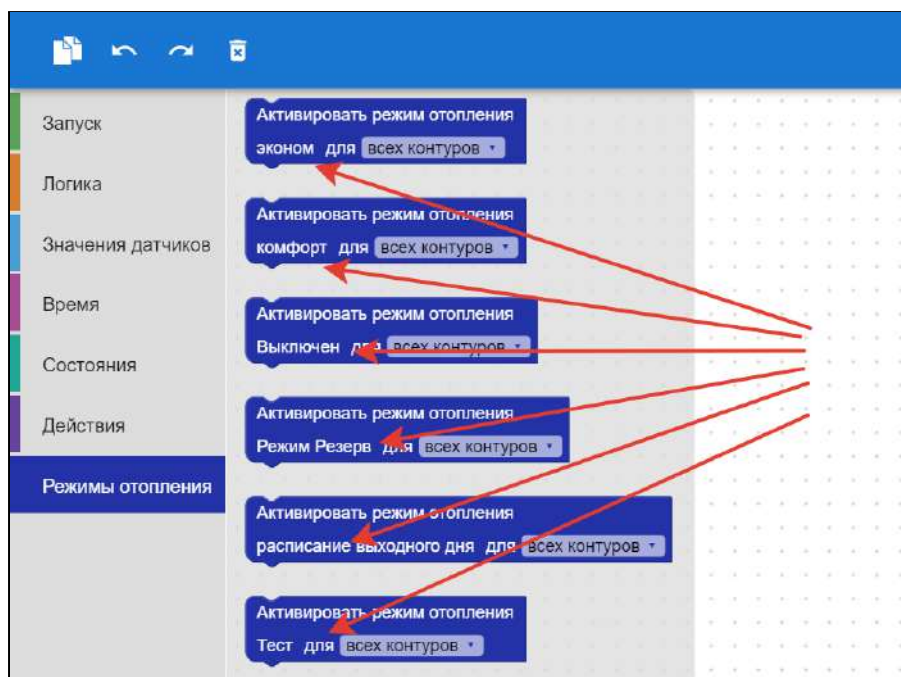 Запуск
Логика
Значения датчиков
Время
Состояния
Действия
Режимы отопления
Активировать режим отопления
эконом для всех контуров
Активировать режим отопления
комфорт для всех контуров
Активировать режим отопления
Выключен для всех контуров
Активировать режим отопления
Режим Резерв для всех контуров
Активировать режим отопления
расписание выходного дня для всех контуров
Активировать режим отопления
Тест для всех контуров